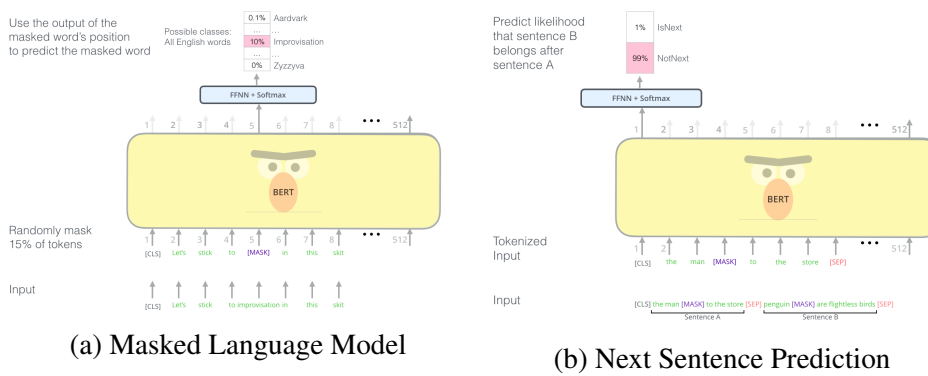 Use the output of the
masked word's position
to predict the masked word
Possible classes:
All English words
0.1% Aardvark
... ...
10% Improvisation
... ...
0% Zyzzyva
FFNN + Softmax
1 2 3 4 5 6 7 8 ••• 512
BERT
Randomly mask
15% of tokens
1 2 3 4 5 6 7 8 ••• 512
[CLS] Let's stick to [MASK] in this skit
Input
[CLS] Let's stick to improvisation in this skit
(a) Masked Language Model
Predict likelihood
that sentence B
belongs after
sentence A
1% IsNext
99% NotNext
FFNN + Softmax
1 2 3 4 5 6 7 8 ••• 512
BERT
Tokenized
Input
1 2 ••• 512
[CLS] the man [MASK] to the store [SEP]
Input
[CLS] the man [MASK] to the store [SEP] penguin [MASK] are flightless birds [SEP]
Sentence A Sentence B
(b) Next Sentence Prediction